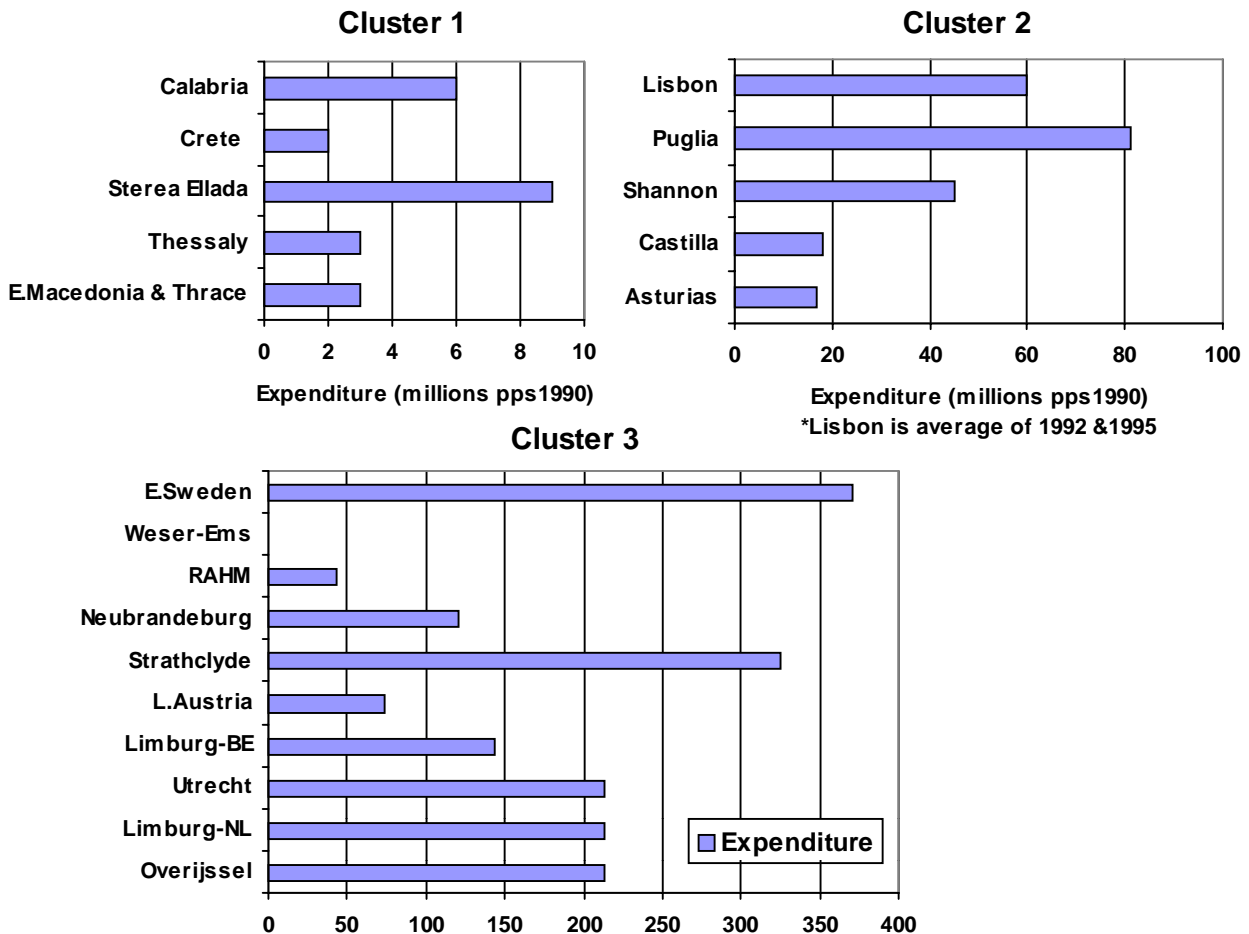 Cluster 1
Calabria
Crete
Sterea Ellada
Thessaly
E.Macedonia & Thrace
0 2 4 6 8 10
Expenditure (millions pps1990)
Cluster 2
Lisbon
Puglia
Shannon
Castilla
Asturias
0 20 40 60 80 100
Expenditure (millions pps1990)
*Lisbon is average of 1992 &1995
Cluster 3
E.Sweden
Weser-Ems
RAHM
Neubrandeburg
Strathclyde
L.Austria
Limburg-BE
Utrecht
Limburg-NL
Overijssel
Expenditure
0 50 100 150 200 250 300 350 400